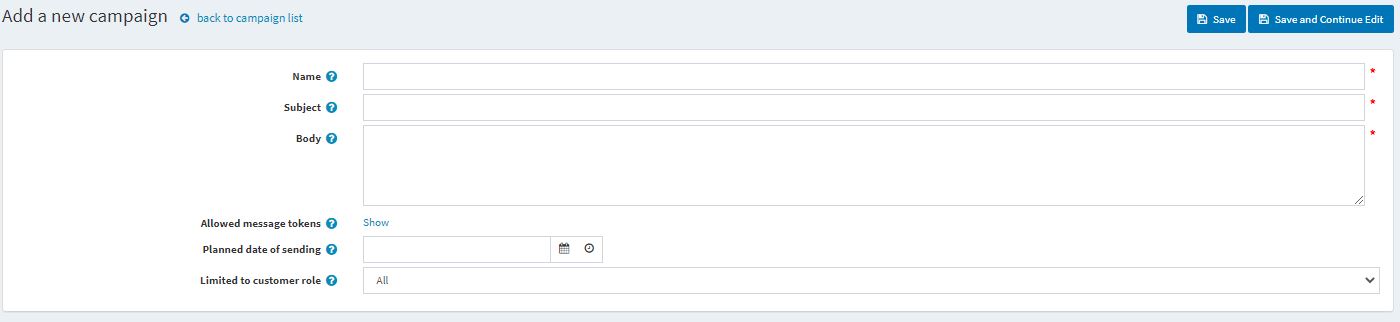 Add a new campaign back to campaign list Save Save and Continue Edit
Name ? *
Subject ? *
Body ? *
Allowed message tokens ? Show
Planned date of sending ?
Limited to customer role ? All